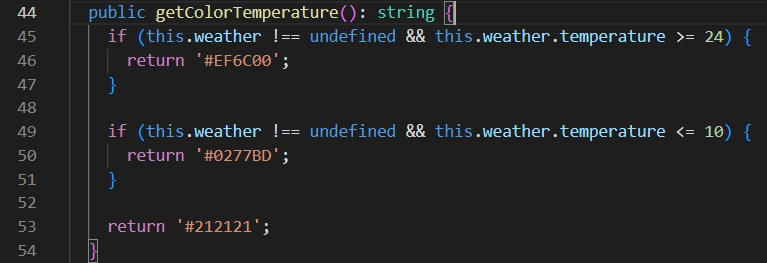 44 public getColorTemperature(): string {
45 if (this.weather !== undefined && this.weather.temperature >= 24) {
46 return '#EF6C00';
47 }
48
49 if (this.weather !== undefined && this.weather.temperature <= 10) {
50 return '#0277BD';
51 }
52
53 return '#212121';
54 }